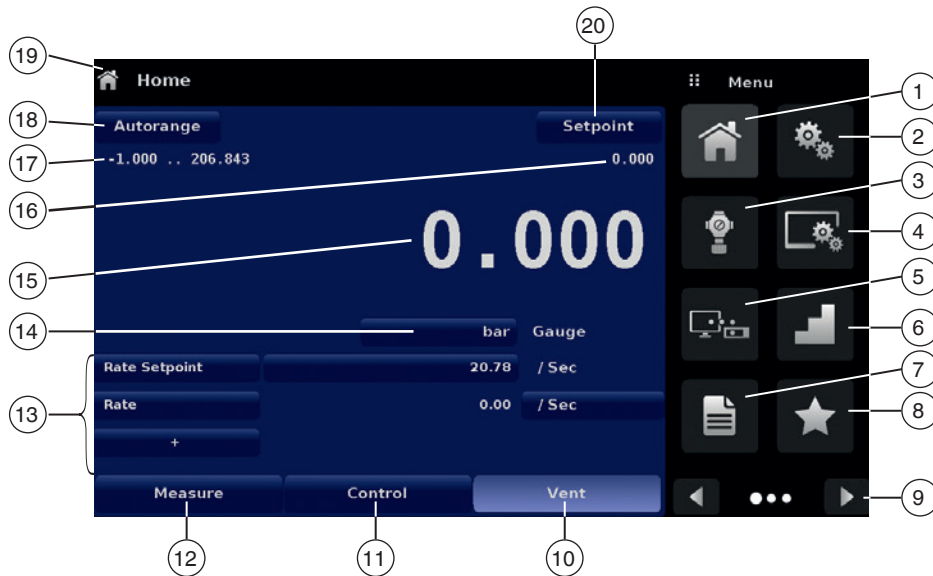 20
19
Home
Menu
1
18
Autorange
Setpoint
2
17
-1.000 .. 206.843
0.000
3
16
0.000
4
15
5
14
bar Gauge
6
Rate Setpoint 20.78 / Sec
7
13
Rate 0.00 / Sec
8
+
Measure Control Vent
9
12
11
10